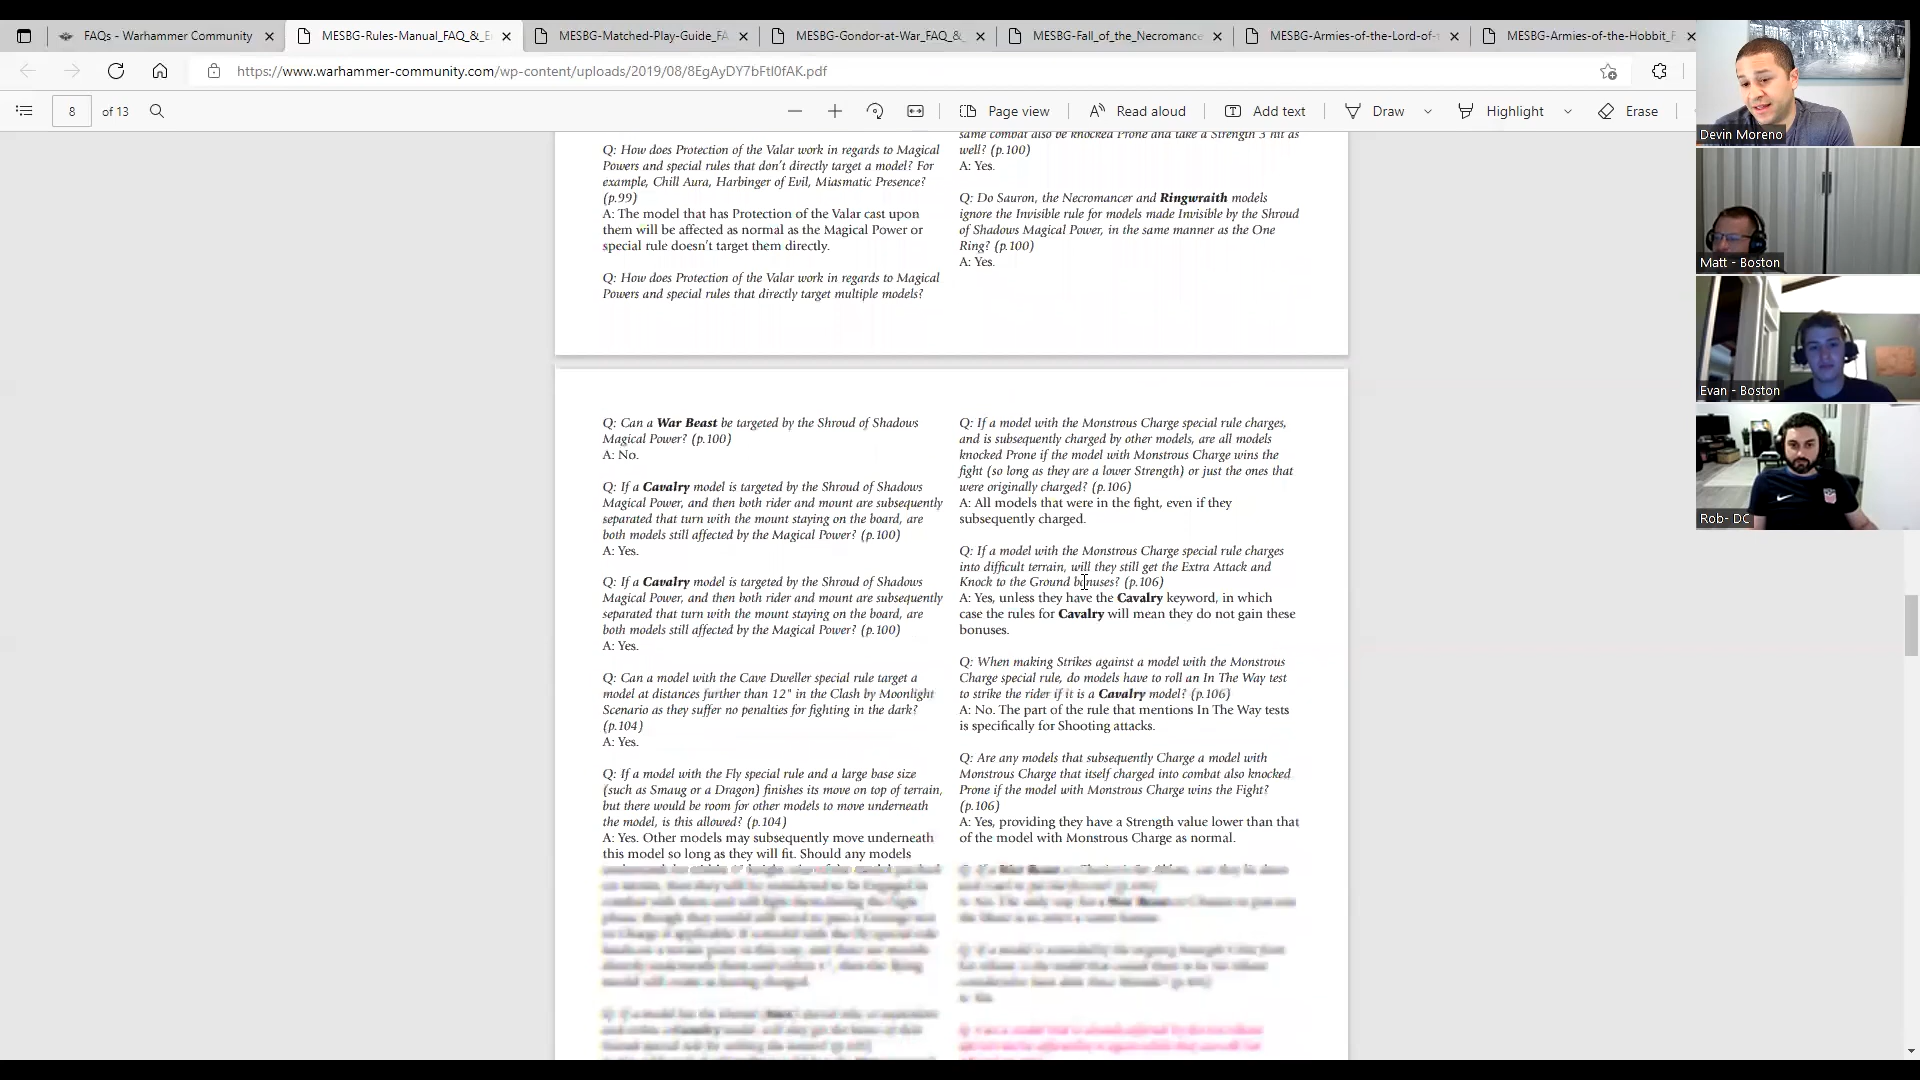 FAQs - Warhammer Community
MESBG-Rules-Manual_FAQ_&_E
MESBG-Matched-Play-Guide_FA
MESBG-Gondor-at-War_FAQ_&_
MESBG-Fall_of_the_Necromance
MESBG-Armies-of-the-Lord-of-t
MESBG-Armies-of-the-Hobbit_F
https://www.warhammer-community.com/wp-content/uploads/2019/08/8EgAyDY7bFtI0fAK.pdf
8
of 13
Page view
Read aloud
Add text
Draw
Highlight
Erase
Q: How does Protection of the Valar work in regards to Magical
Powers and special rules that don't directly target a model? For
example, Chill Aura, Harbinger of Evil, Miasmatic Presence?
(p.99)
A: The model that has Protection of the Valar cast upon
them will be affected as normal as the Magical Power or
special rule doesn't target them directly.
Q: How does Protection of the Valar work in regards to Magical
Powers and special rules that directly target multiple models?
same combat also be knocked Prone and take a Strength 3 hit as
well? (p.100)
A: Yes.
Q: Do Sauron, the Necromancer and Ringwraith models
ignore the Invisible rule for models made Invisible by the Shroud
of Shadows Magical Power, in the same manner as the One
Ring? (p.100)
A: Yes.
Q: Can a War Beast be targeted by the Shroud of Shadows
Magical Power? (p.100)
A: No.
Q: If a Cavalry model is targeted by the Shroud of Shadows
Magical Power, and then both rider and mount are subsequently
separated that turn with the mount staying on the board, are
both models still affected by the Magical Power? (p.100)
A: Yes.
Q: If a Cavalry model is targeted by the Shroud of Shadows
Magical Power, and then both rider and mount are subsequently
separated that turn with the mount staying on the board, are
both models still affected by the Magical Power? (p.100)
A: Yes.
Q: Can a model with the Cave Dweller special rule target a
model at distances further than 12" in the Clash by Moonlight
Scenario as they suffer no penalties for fighting in the dark?
(p.104)
A: Yes.
Q: If a model with the Fly special rule and a large base size
(such as Smaug or a Dragon) finishes its move on top of terrain,
but there would be room for other models to move underneath
the model, is this allowed? (p.104)
A: Yes. Other models may subsequently move underneath
this model so long as they will fit. Should any models
Q: If a model with the Monstrous Charge special rule charges,
and is subsequently charged by other models, are all models
knocked Prone if the model with Monstrous Charge wins the
fight (so long as they are a lower Strength) or just the ones that
were originally charged? (p.106)
A: All models that were in the fight, even if they
subsequently charged.
Q: If a model with the Monstrous Charge special rule charges
into difficult terrain, will they still get the Extra Attack and
Knock to the Ground bonuses? (p.106)
A: Yes, unless they have the Cavalry keyword, in which
case the rules for Cavalry will mean they do not gain these
bonuses.
Q: When making Strikes against a model with the Monstrous
Charge special rule, do models have to roll an In The Way test
to strike the rider if it is a Cavalry model? (p.106)
A: No. The part of the rule that mentions In The Way tests
is specifically for Shooting attacks.
Q: Are any models that subsequently Charge a model with
Monstrous Charge that itself charged into combat also knocked
Prone if the model with Monstrous Charge wins the Fight?
(p.106)
A: Yes, providing they have a Strength value lower than that
of the model with Monstrous Charge as normal.
Devin Moreno
Matt - Boston
Evan - Boston
Rob- DC